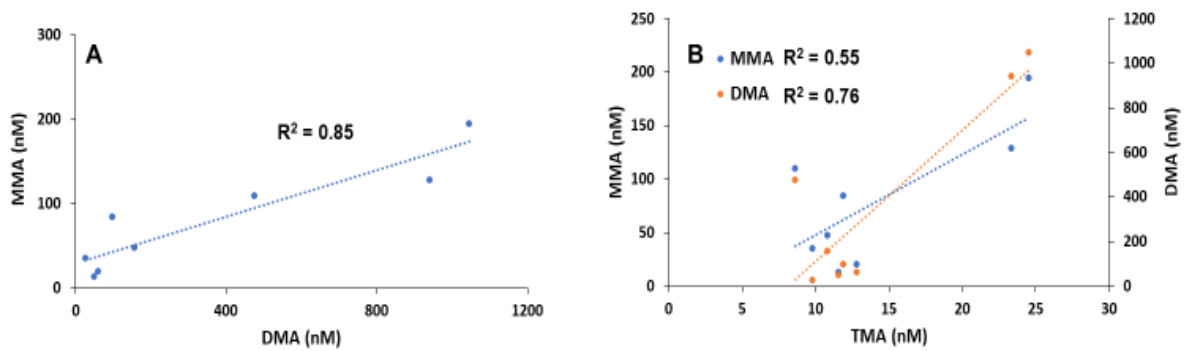 A
R² = 0.85
300
200
100
0
MMA (nM)
0 400 800 1200
DMA (nM)
B
MMA R² = 0.55
DMA R² = 0.76
250
200
150
100
50
0
MMA (nM)
1200
1000
800
600
400
200
0
DMA (nM)
0 5 10 15 20 25 30
TMA (nM)